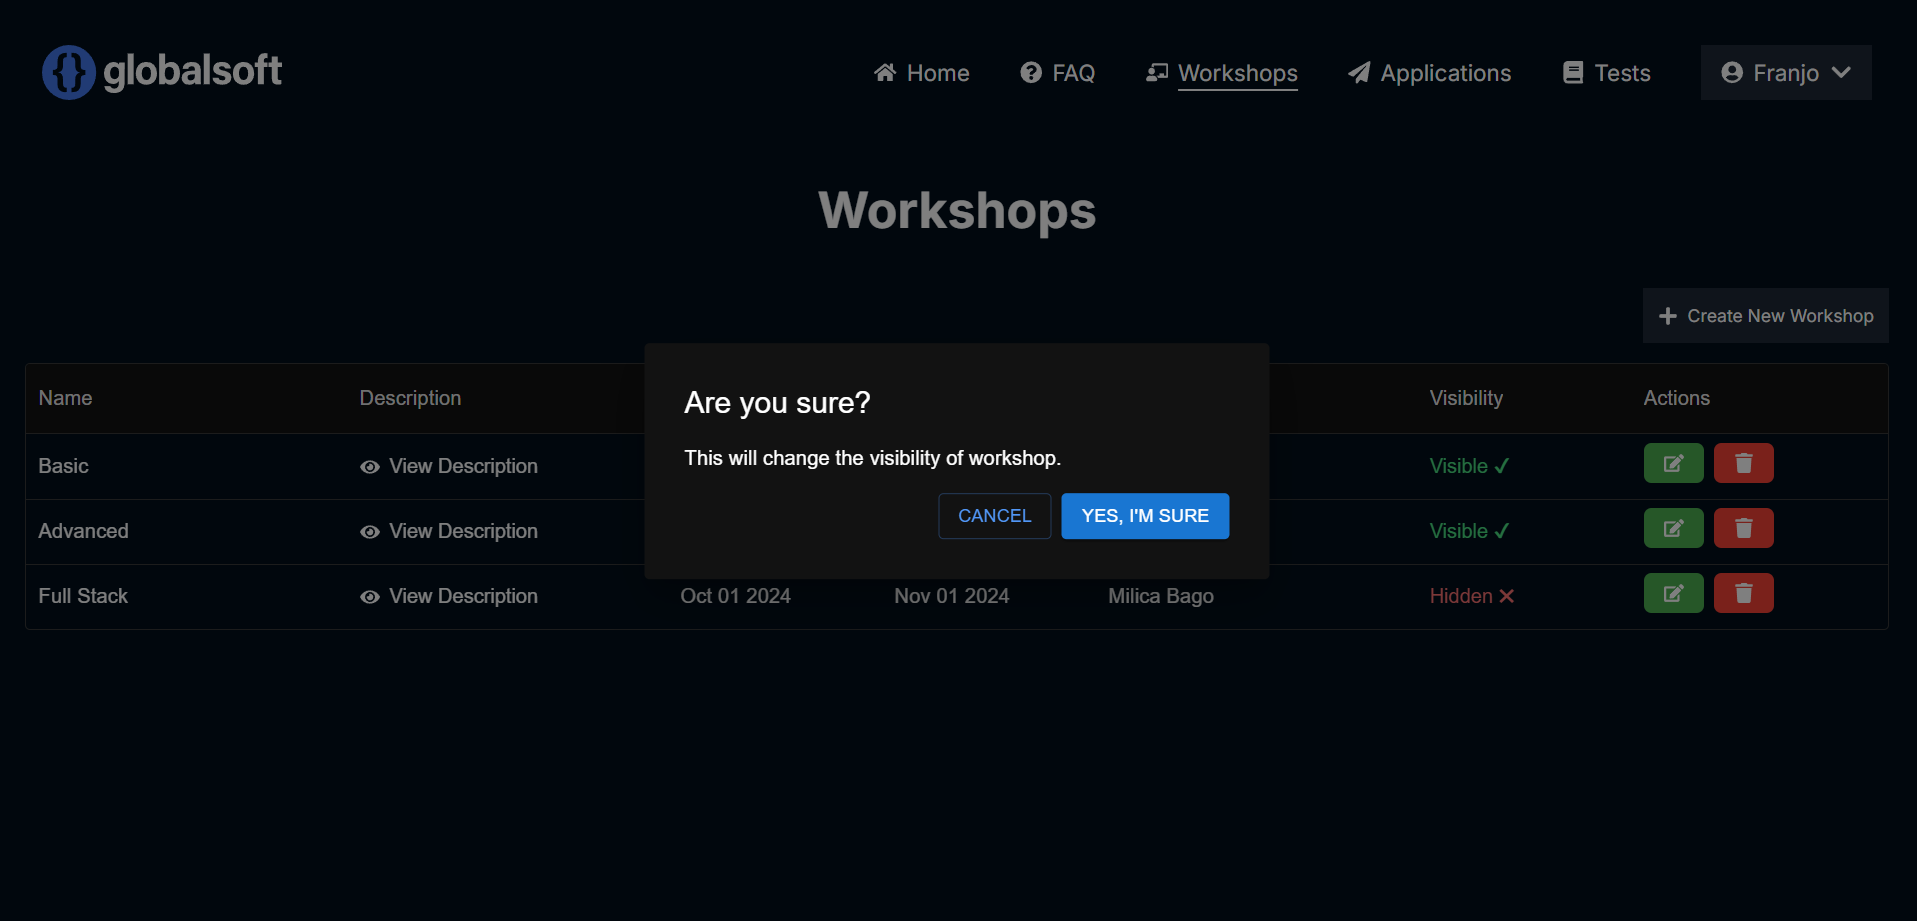 globalsoft
Home FAQ Workshops Applications Tests Franjo
Workshops
Create New Workshop
Name Description Visibility Actions
Basic View Description Visible
Advanced View Description Visible
Full Stack View Description Oct 01 2024 Nov 01 2024 Milica Bago Hidden
Are you sure?
This will change the visibility of workshop.
CANCEL YES, I'M SURE